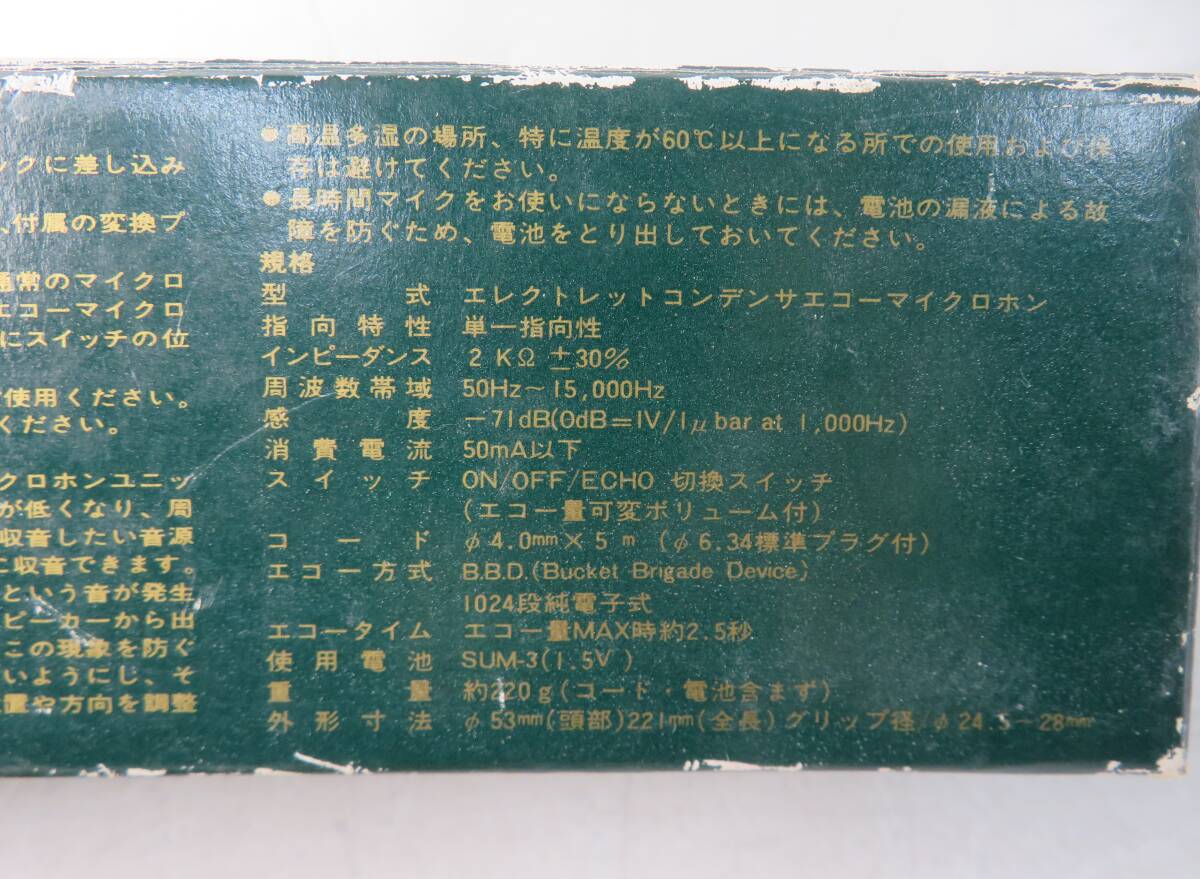 ックに差し込み
、付属の変換プ
通常のマイクロ
エコーマイクロ
にスイッチの位
使用ください。
ください。
クロホンユニッ
が低くなり、周
収音したい音源
に収音できます。
という音が発生
ピーカーから出
この現象を防ぐ
いようにし、そ
置や方向を調整
●高温多湿の場所、特に温度が60℃以上になる所での使用および保
存は避けてください。
●長時間マイクをお使いにならないときには、電池の漏液による故
障を防ぐため、電池をとり出しておいてください。
規格
型式 エレクトレットコンデンサエコーマイクロホン
指向特性 単一指向性
インピーダンス 2 KΩ ±30%
周波数帯域 50Hz～15,000Hz
感度 －71dB(0dB=1V/1μbar at 1,000Hz)
消費電流 50mA以下
スイッチ ON/OFF/ECHO 切換スイッチ
(エコー量可変ボリューム付)
コード φ4.0mm×5m (φ6.34標準プラグ付)
エコー方式 B.B.D.(Bucket Brigade Device)
1024段純電子式
エコータイム エコー量MAX時約2.5秒
使用電池 SUM-3(1.5V)
重量 約220g(コード・電池含まず)
外形寸法 φ53mm(頭部)221mm(全長)グリップ径/φ24.5～28mm